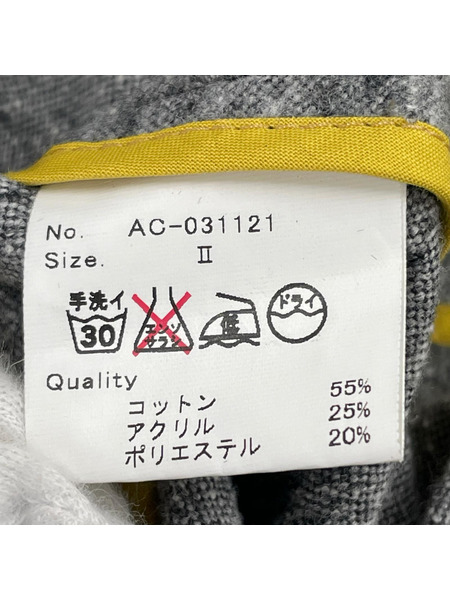 No. AC-031121
Size. II
手洗イ
30
エンソ
サラシ
低
ドライ
Quality
コットン 55%
アクリル 25%
ポリエステル 20%